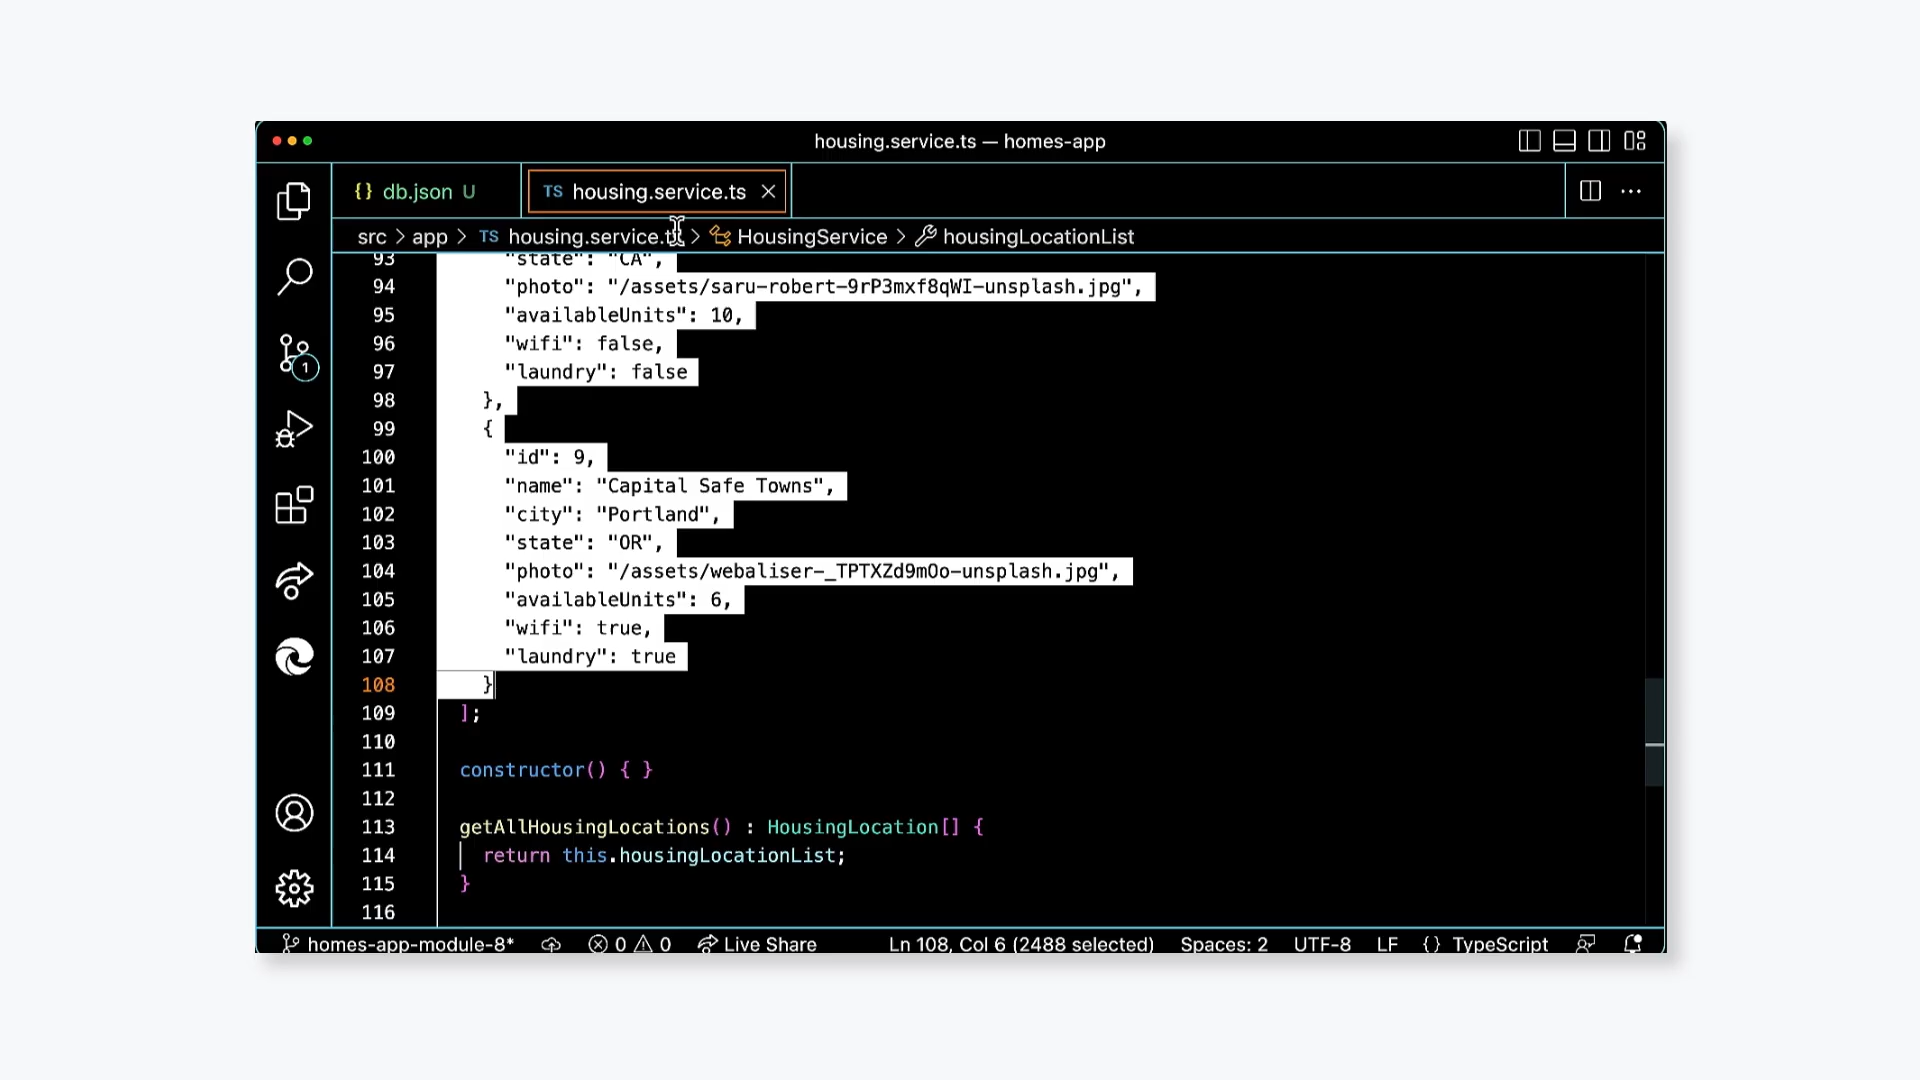 housing.service.ts — homes-app
{} db.json U
TS housing.service.ts
src > app > TS housing.service.ts > HousingService > housingLocationList
93 "state": "CA",
94 "photo": "/assets/saru-robert-9rP3mxf8qWI-unsplash.jpg",
95 "availableUnits": 10,
96 "wifi": false,
97 "laundry": false
98 },
99 {
100 "id": 9,
101 "name": "Capital Safe Towns",
102 "city": "Portland",
103 "state": "OR",
104 "photo": "/assets/webaliser-_TPTXZd9mOo-unsplash.jpg",
105 "availableUnits": 6,
106 "wifi": true,
107 "laundry": true
108 }
109 ];
110
111 constructor() { }
112
113 getAllHousingLocations() : HousingLocation[] {
114 return this.housingLocationList;
115 }
116
1
homes-app-module-8* 0 0 Live Share Ln 108, Col 6 (2488 selected) Spaces: 2 UTF-8 LF {} TypeScript